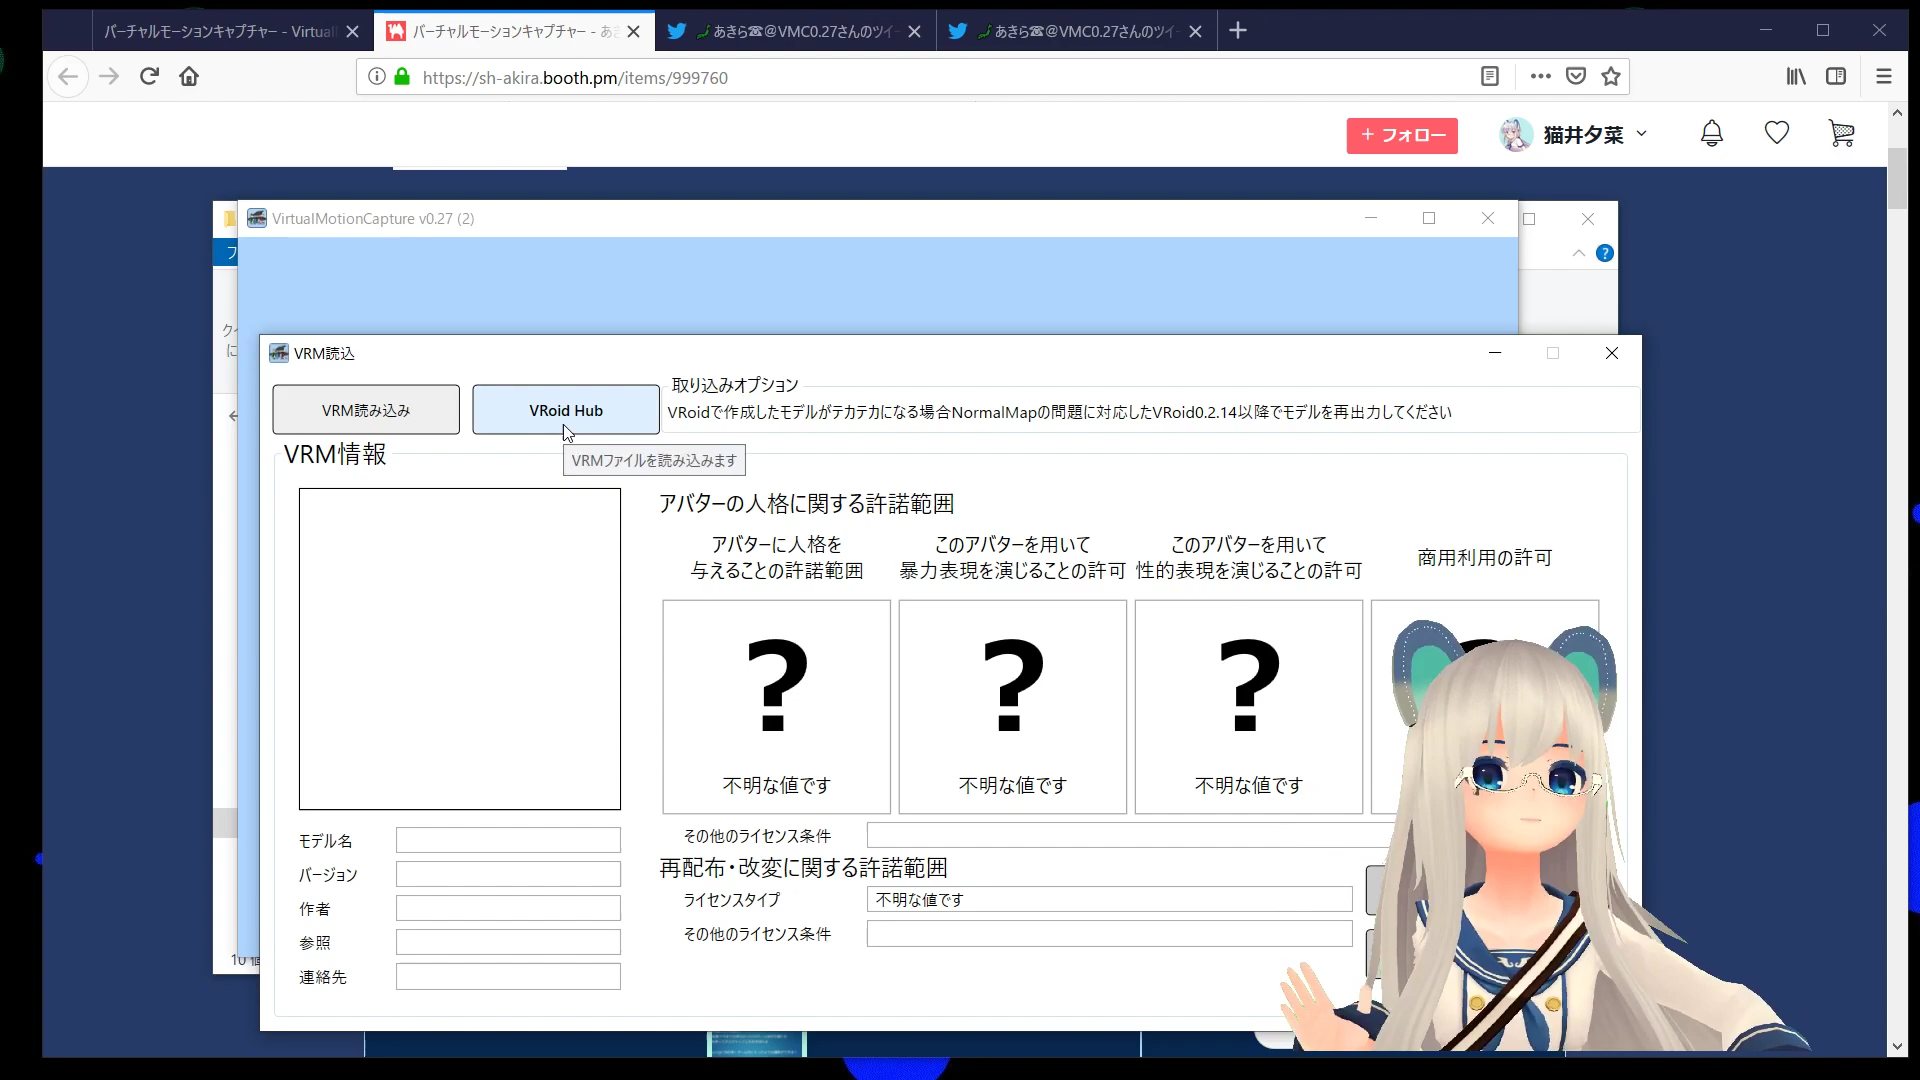 バーチャルモーションキャプチャー - Virtual
バーチャルモーションキャプチャー - あき
あきら☎@VMC0.27さんのツイ
あきら☎@VMC0.27さんのツイ
https://sh-akira.booth.pm/items/999760
+ フォロー
猫井夕菜
VirtualMotionCapture v0.27 (2)
VRM読込
VRM読み込み
VRoid Hub
取り込みオプション
VRoidで作成したモデルがテカテカになる場合NormalMapの問題に対応したVRoid0.2.14以降でモデルを再出力してください
VRMファイルを読み込みます
VRM情報
アバターの人格に関する許諾範囲
アバターに人格を
与えることの許諾範囲
このアバターを用いて
暴力表現を演じることの許可
このアバターを用いて
性的表現を演じることの許可
商用利用の許可
?
?
?
不明な値です
不明な値です
不明な値です
その他のライセンス条件
再配布・改変に関する許諾範囲
ライセンスタイプ
不明な値です
その他のライセンス条件
モデル名
バージョン
作者
参照
連絡先
10 個